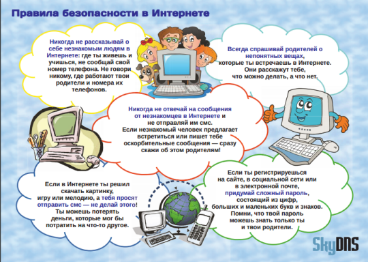 Правила безопасности в Интернете
Никогда не рассказывай о
себе незнакомым людям в
Интернете: где ты живешь и
учишься, не сообщай свой
номер телефона. Не говори
никому, где работают твои
родители и номера их
телефонов.
Всегда спрашивай родителей о
непонятных вещах,
которые ты встречаешь в Интернете.
Они расскажут тебе,
что можно делать, а что нет.
Никогда не отвечай на сообщения
от незнакомцев в Интернете и
не отправляй им смс.
Если незнакомый человек предлагает
встретиться или пишет тебе
оскорбительные сообщения — сразу
скажи об этом родителям!
Если в Интернете ты решил
скачать картинку,
игру или мелодию, а тебя просят
отправить смс — не делай этого!
Ты можешь потерять
деньги, которые мог бы
потратить на что-то другое.
Если ты регистрируешься
на сайте, в социальной сети или
в электронной почте,
придумай сложный пароль,
состоящий из цифр,
больших и маленьких букв и знаков.
Помни, что твой пароль
можешь знать только ты
и твои родители.
SkyDNS